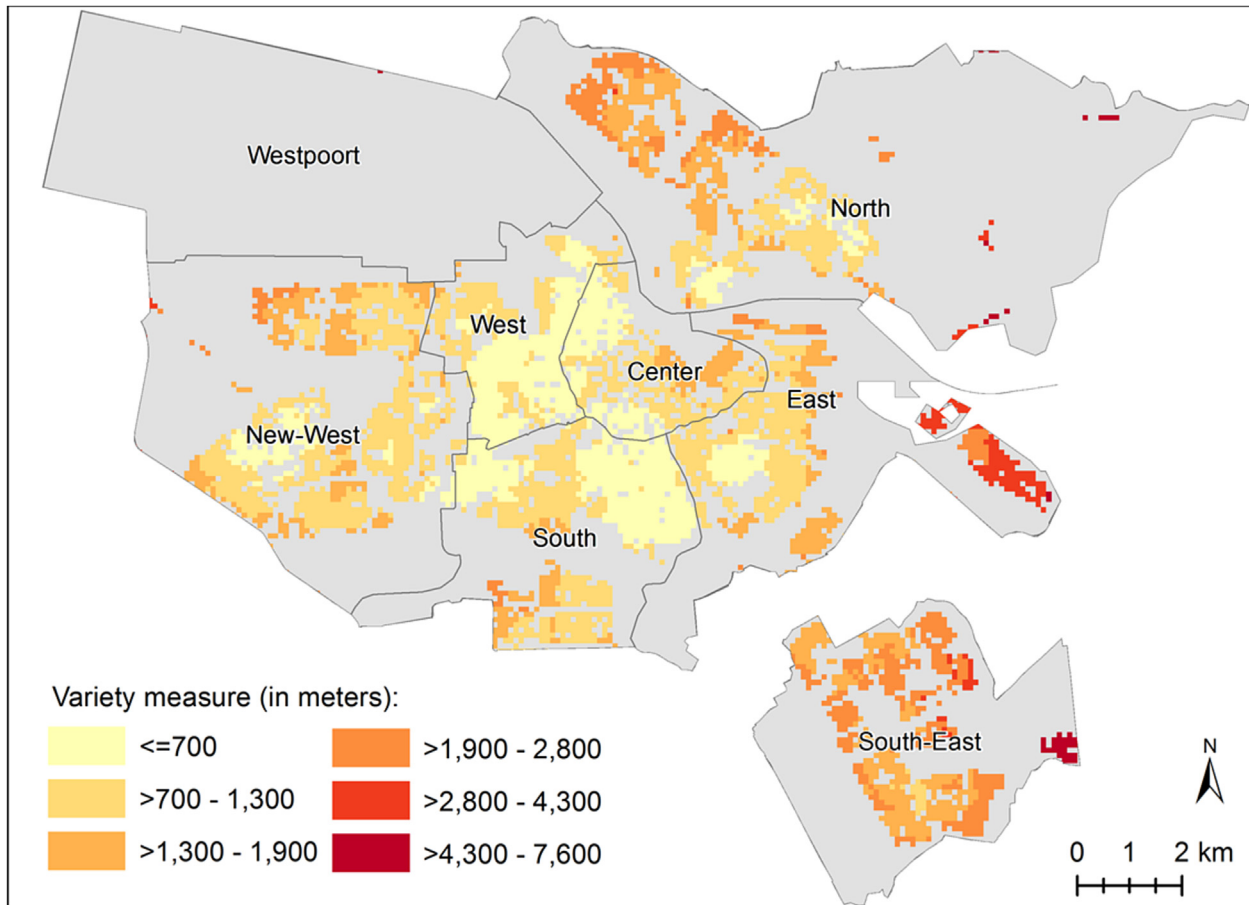 Westpoort
North
West
Center
East
New-West
South
South-East
Variety measure (in meters):
<=700
>700 - 1,300
>1,300 - 1,900
>1,900 - 2,800
>2,800 - 4,300
>4,300 - 7,600
N
0 1 2 km